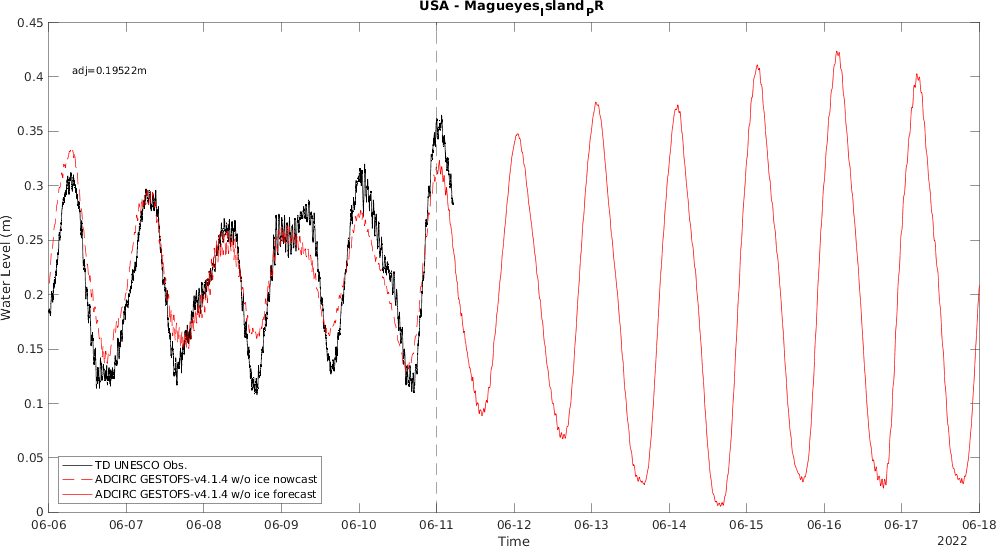 USA - Magueyes_Island_PR
0.45
0.4
0.35
0.3
0.25
0.2
0.15
0.1
0.05
0
Water Level (m)
adj=0.19522m
TD UNESCO Obs.
ADCIRC GESTOFS-v4.1.4 w/o ice nowcast
ADCIRC GESTOFS-v4.1.4 w/o ice forecast
06-06 06-07 06-08 06-09 06-10 06-11 06-12 06-13 06-14 06-15 06-16 06-17 06-18
Time
2022